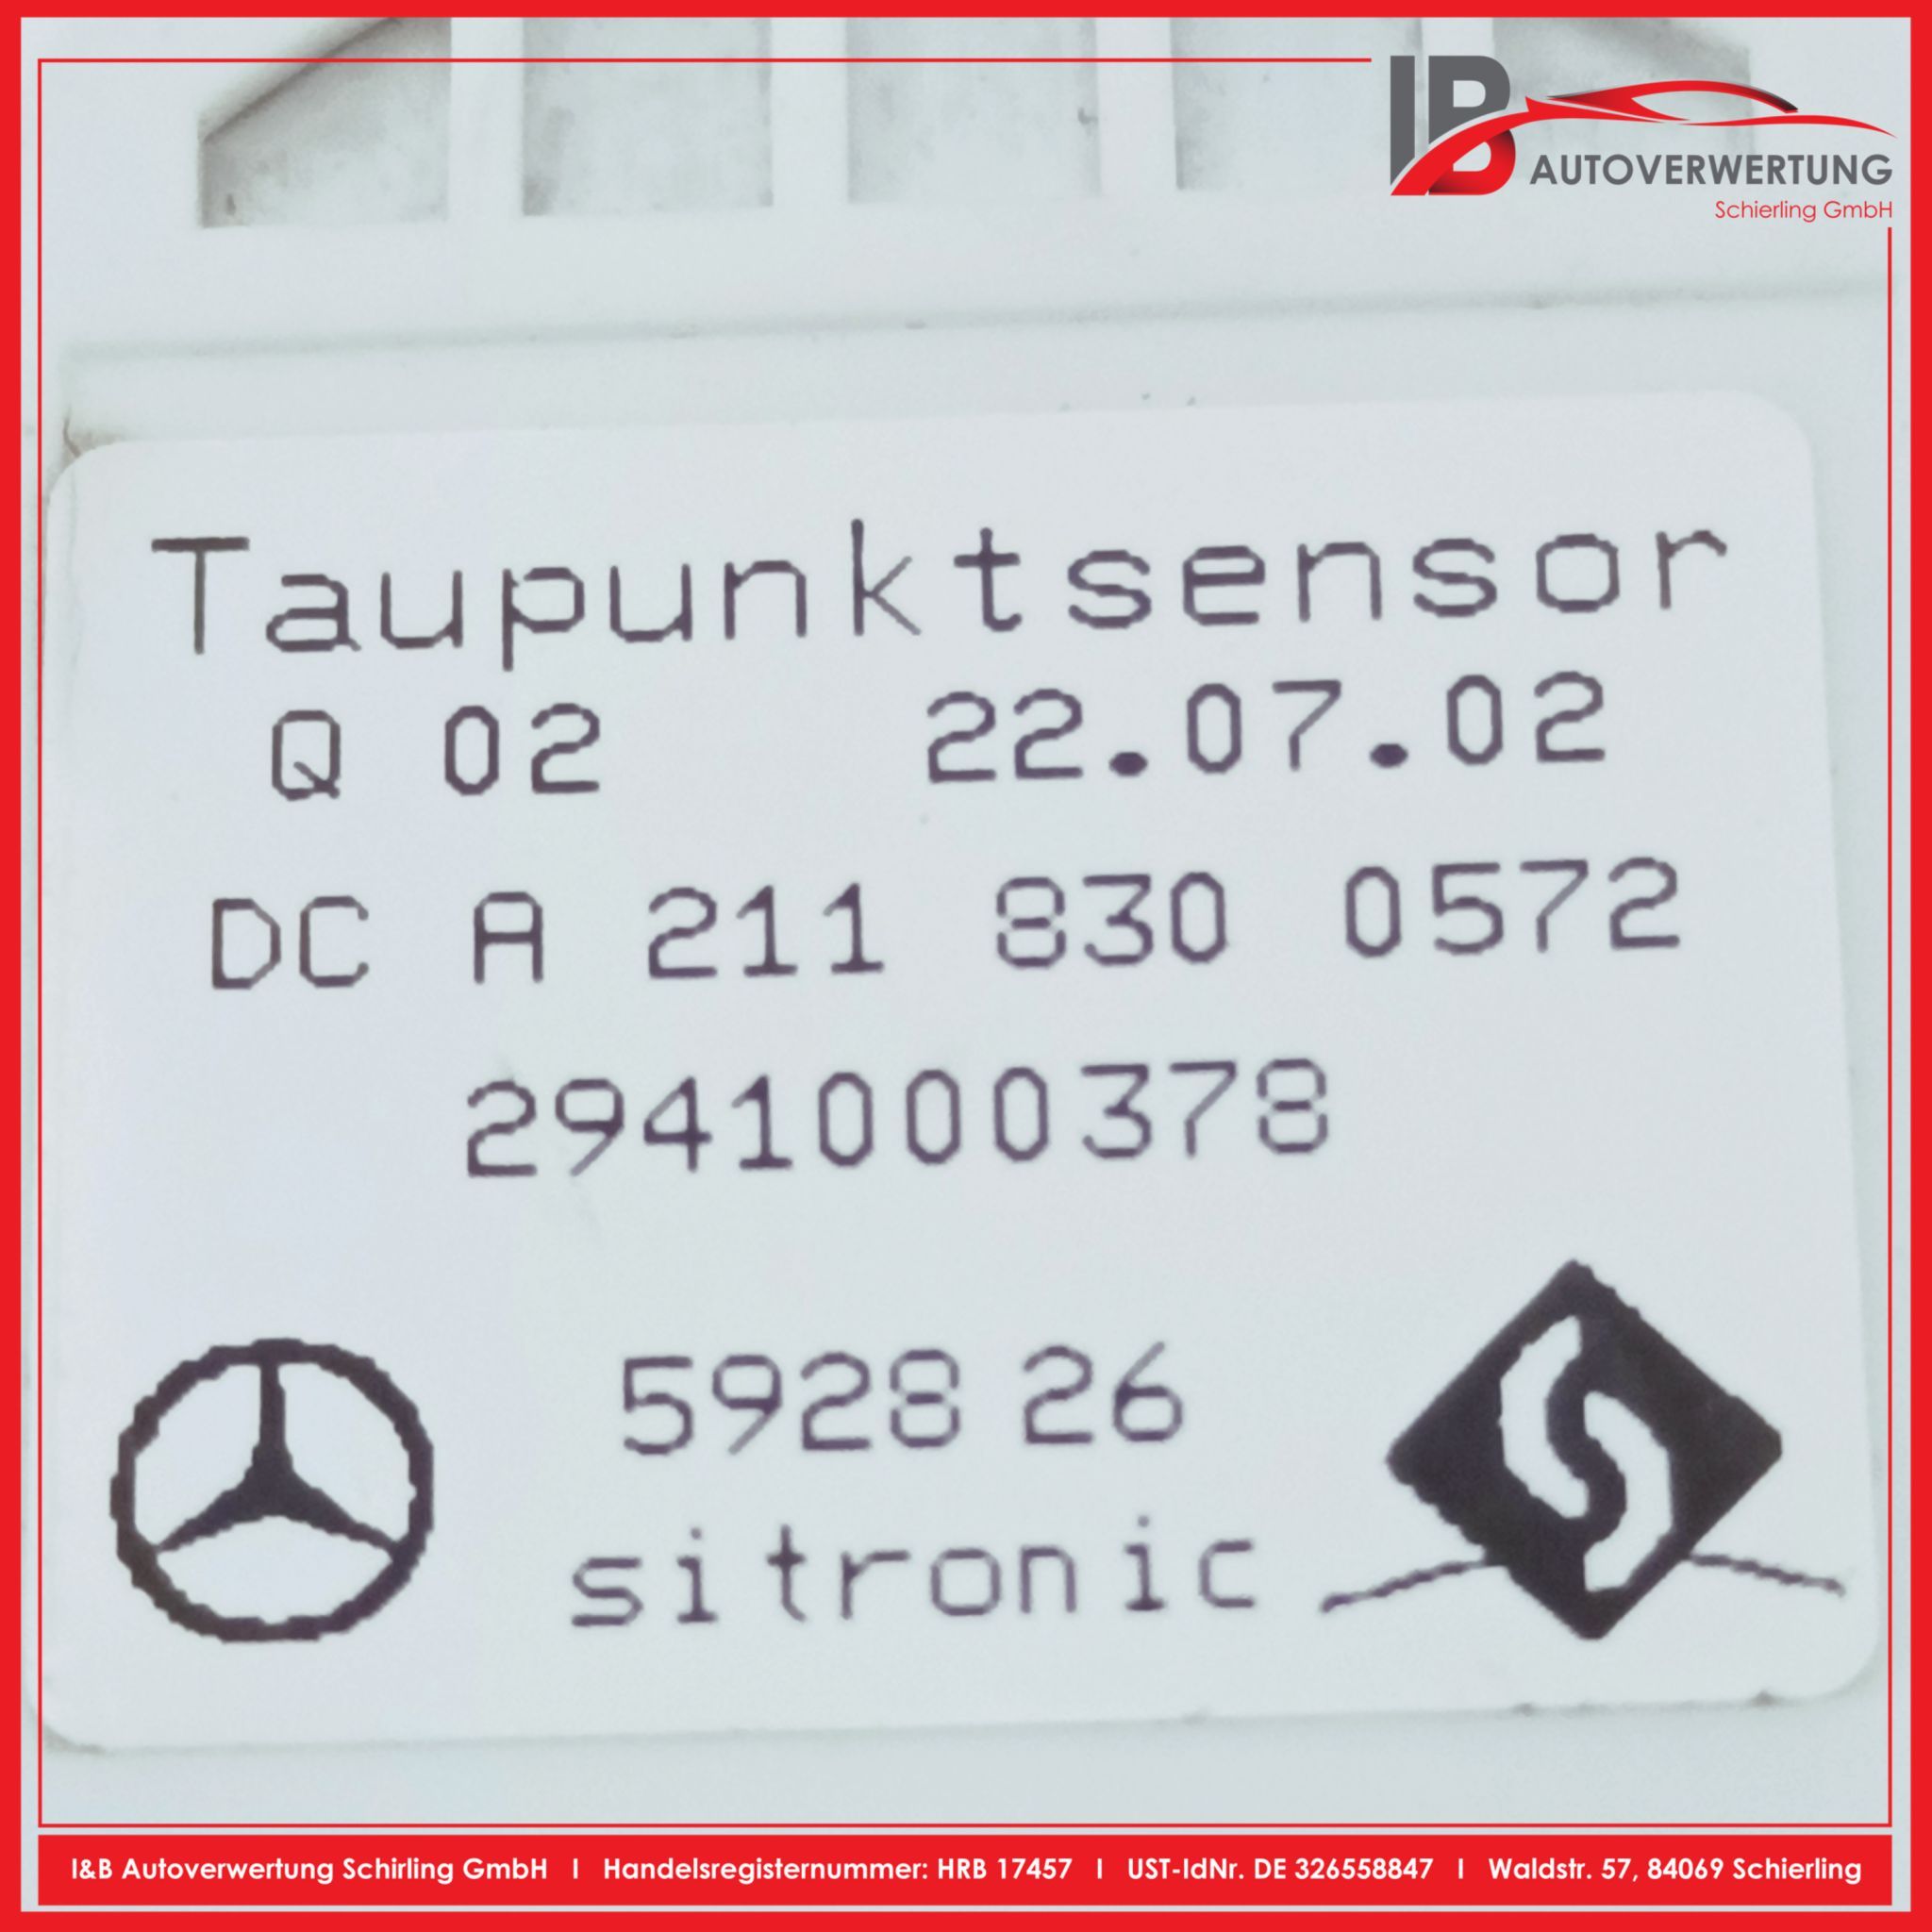 IB AUTOVERWERTUNG
Schierling GmbH
Taupunktsensor
Q 02 22.07.02
DC A 211 830 0572
2941000378
5928 26
sitronic
I&B Autoverwertung Schirling GmbH I Handelsregisternummer: HRB 17457 I UST-IdNr. DE 326558847 I Waldstr. 57, 84069 Schierling